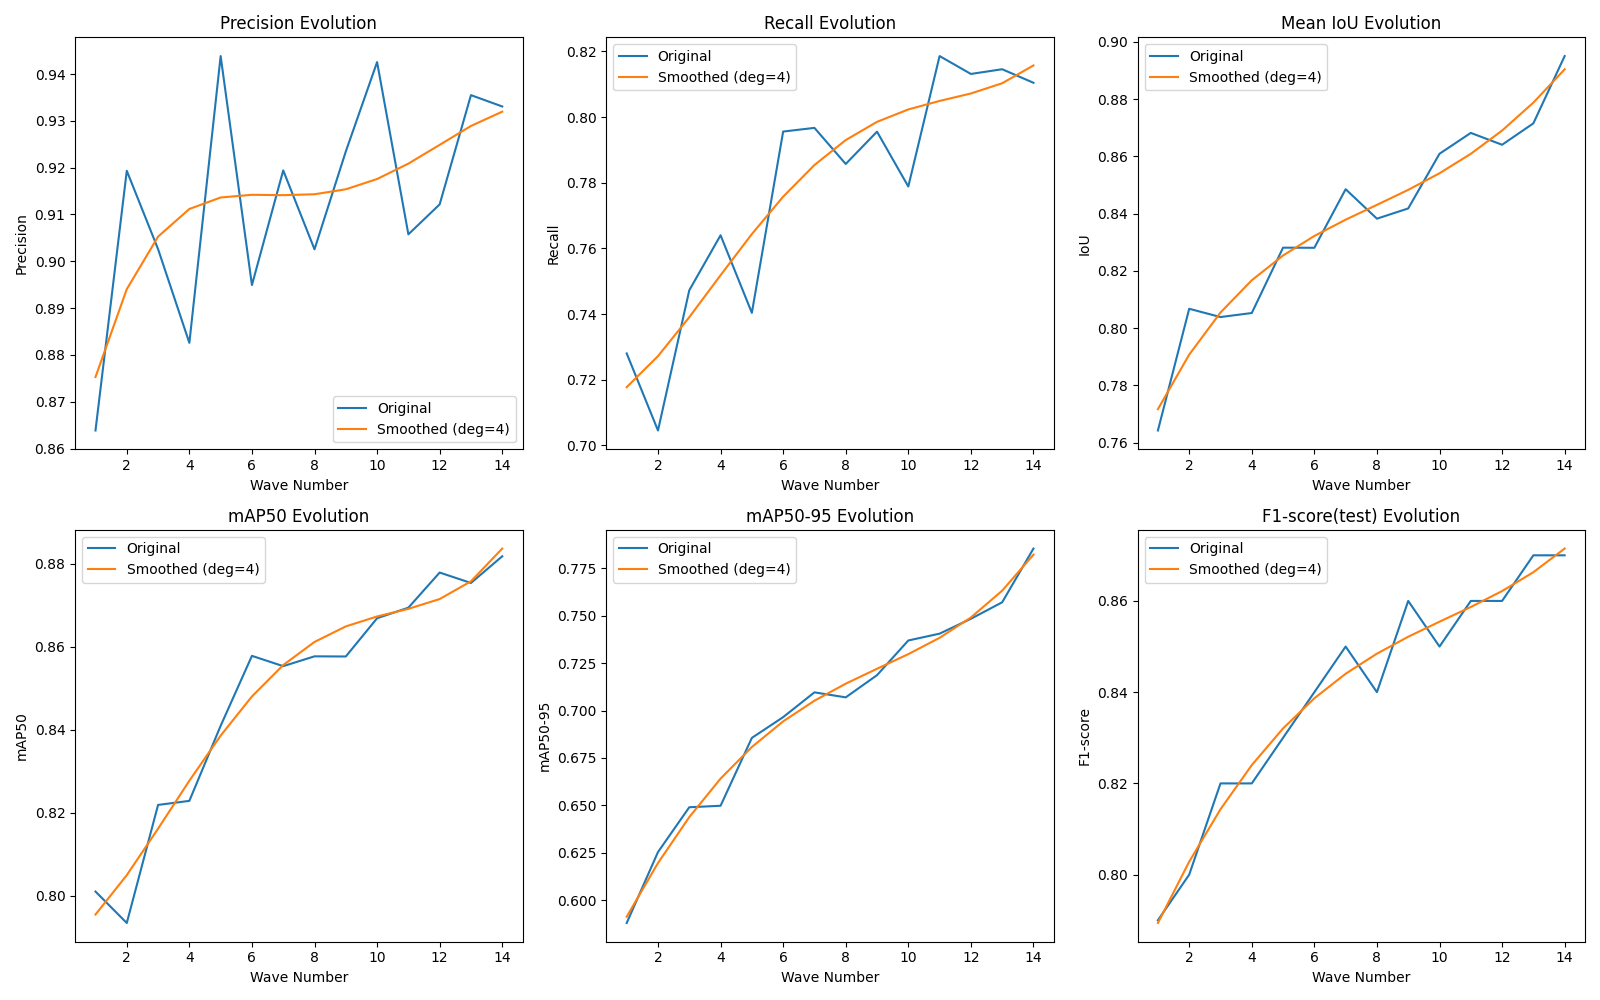 Precision Evolution
Precision
0.94
0.93
0.92
0.91
0.90
0.89
0.88
0.87
0.86
Original
Smoothed (deg=4)
2 4 6 8 10 12 14
Wave Number
Recall Evolution
Recall
0.82
0.80
0.78
0.76
0.74
0.72
0.70
Original
Smoothed (deg=4)
2 4 6 8 10 12 14
Wave Number
Mean IoU Evolution
IoU
0.90
0.88
0.86
0.84
0.82
0.80
0.78
0.76
Original
Smoothed (deg=4)
2 4 6 8 10 12 14
Wave Number
mAP50 Evolution
mAP50
0.88
0.86
0.84
0.82
0.80
Original
Smoothed (deg=4)
2 4 6 8 10 12 14
Wave Number
mAP50-95 Evolution
mAP50-95
0.775
0.750
0.725
0.700
0.675
0.650
0.625
0.600
Original
Smoothed (deg=4)
2 4 6 8 10 12 14
Wave Number
F1-score(test) Evolution
F1-score
0.86
0.84
0.82
0.80
Original
Smoothed (deg=4)
2 4 6 8 10 12 14
Wave Number